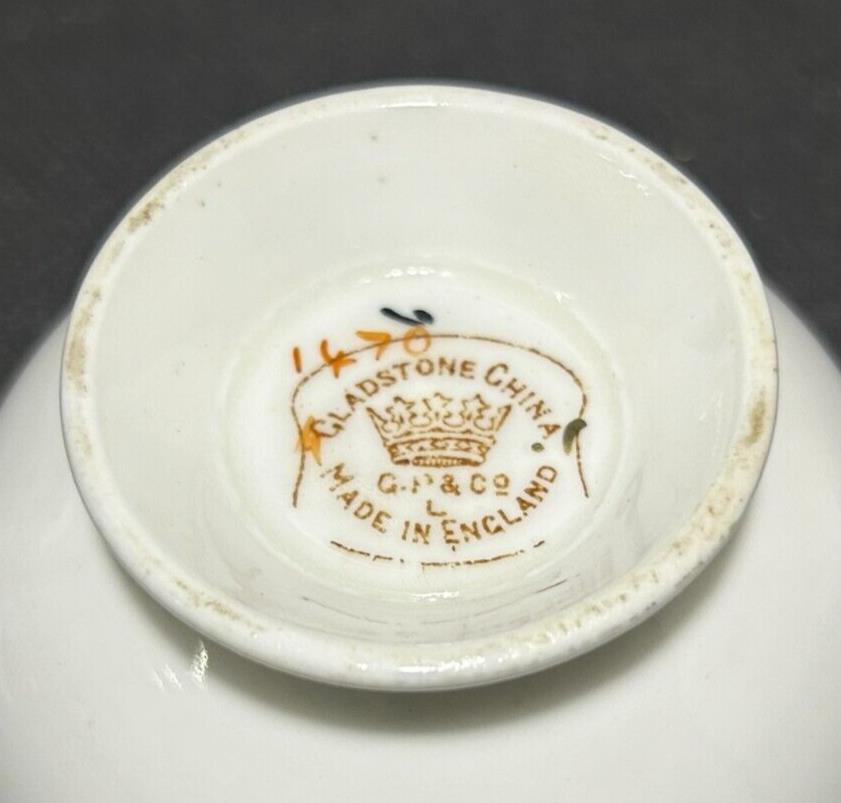 1470
GLADSTONE CHINA
G.P & Cº
L
MADE IN ENGLAND